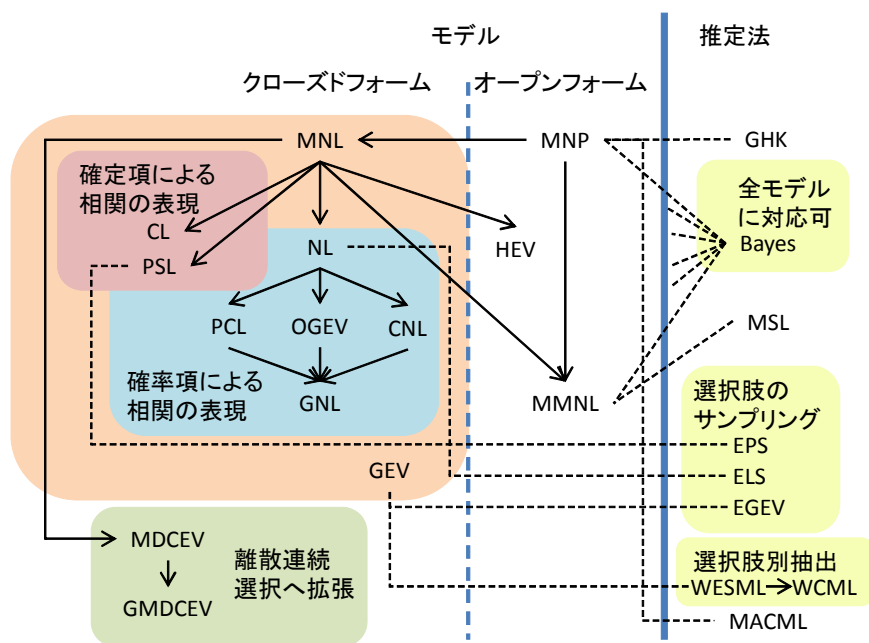 モデル
推定法
クローズドフォーム
オープンフォーム
MNL
MNP
GHK
確定項による
相関の表現
CL
PSL
全モデル
に対応可
Bayes
NL
HEV
PCL
OGEV
CNL
MSL
確率項による
相関の表現
GNL
MMNL
選択肢の
サンプリング
EPS
GEV
ELS
EGEV
MDCEV
GMDCEV
離散連続
選択へ拡張
選択肢別抽出
WESML
WCML
MACML